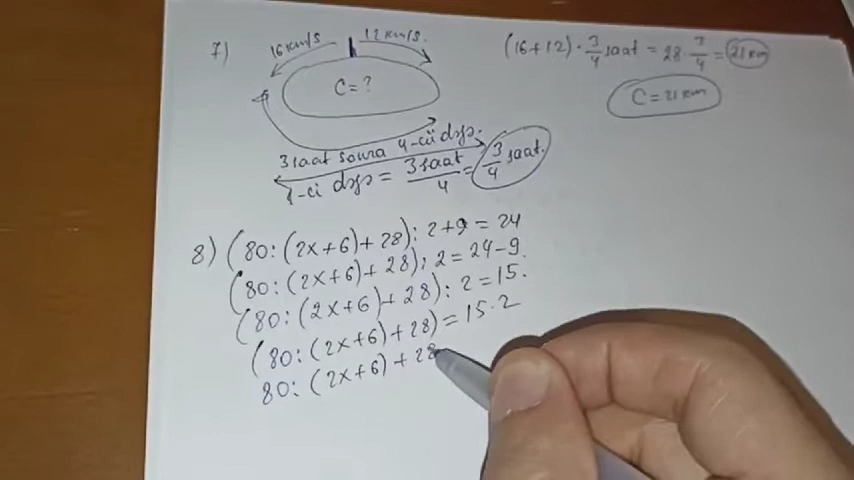 7) 16 km/s 12 km/s.
C = ?
(16+12) · 3/4 saat = 28 · 3/4 = 21 km
C = 21 km
3 saat sonra 4-cü dəfə.
1-ci dəfə = 3 saat/4 = 3/4 saat.
8) (80: (2x+6)+28): 2+9 = 24
(80: (2x+6)+28): 2 = 24-9.
(80: (2x+6)+28): 2 = 15.
(80: (2x+6)+28) = 15·2
80: (2x+6)+28